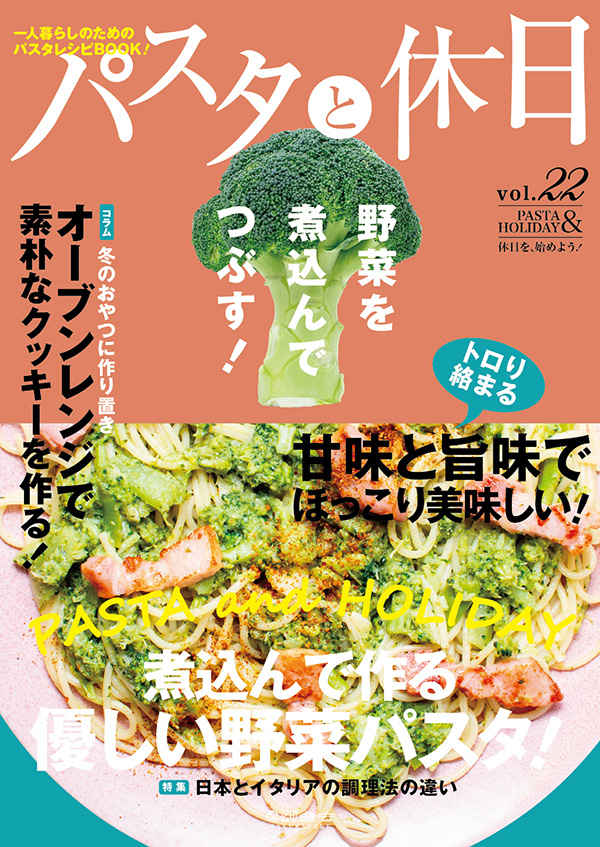 一人暮らしのための
パスタレシピBOOK!
パスタと休日
vol.22
PASTA &
HOLIDAY
休日を、始めよう!
野菜を
煮込んで
つぶす!
コラム 冬のおやつに作り置き
オーブンレンジで
素朴なクッキーを作る!
トロり
絡まる
甘味と旨味で
ほっこり美味しい!
PASTA and HOLIDAY
煮込んで作る
優しい野菜パスタ!
特集 日本とイタリアの調理法の違い